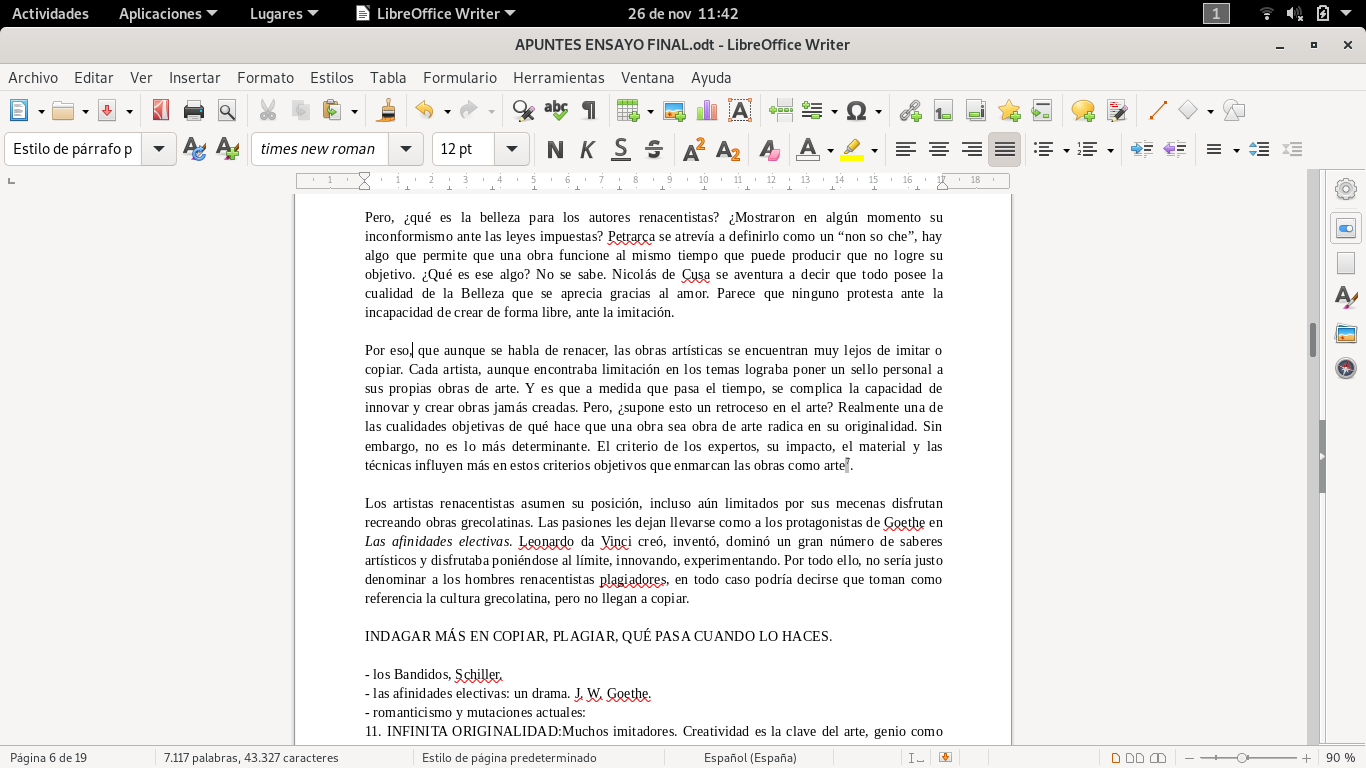 Actividades Aplicaciones Lugares LibreOffice Writer 26 de nov 11:42 1
APUNTES ENSAYO FINAL.odt - LibreOffice Writer
Archivo Editar Ver Insertar Formato Estilos Tabla Formulario Herramientas Ventana Ayuda
Estilo de párrafo p times new roman 12 pt N K S S
1 1 2 3 4 5 6 7 8 9 10 11 12 13 14 15 16 17 18
Pero, ¿qué es la belleza para los autores renacentistas? ¿Mostraron en algún momento su
inconformismo ante las leyes impuestas? Petrarca se atrevía a definirlo como un “non so che”, hay
algo que permite que una obra funcione al mismo tiempo que puede producir que no logre su
objetivo. ¿Qué es ese algo? No se sabe. Nicolás de Cusa se aventura a decir que todo posee la
cualidad de la Belleza que se aprecia gracias al amor. Parece que ninguno protesta ante la
incapacidad de crear de forma libre, ante la imitación.
Por eso, que aunque se habla de renacer, las obras artísticas se encuentran muy lejos de imitar o
copiar. Cada artista, aunque encontraba limitación en los temas lograba poner un sello personal a
sus propias obras de arte. Y es que a medida que pasa el tiempo, se complica la capacidad de
innovar y crear obras jamás creadas. Pero, ¿supone esto un retroceso en el arte? Realmente una de
las cualidades objetivas de qué hace que una obra sea obra de arte radica en su originalidad. Sin
embargo, no es lo más determinante. El criterio de los expertos, su impacto, el material y las
técnicas influyen más en estos criterios objetivos que enmarcan las obras como arte.
Los artistas renacentistas asumen su posición, incluso aún limitados por sus mecenas disfrutan
recreando obras grecolatinas. Las pasiones les dejan llevarse como a los protagonistas de Goethe en
Las afinidades electivas. Leonardo da Vinci creó, inventó, dominó un gran número de saberes
artísticos y disfrutaba poniéndose al límite, innovando, experimentando. Por todo ello, no sería justo
denominar a los hombres renacentistas plagiadores, en todo caso podría decirse que toman como
referencia la cultura grecolatina, pero no llegan a copiar.
INDAGAR MÁS EN COPIAR, PLAGIAR, QUÉ PASA CUANDO LO HACES.
- los Bandidos, Schiller,
- las afinidades electivas: un drama. J. W. Goethe.
- romanticismo y mutaciones actuales:
11. INFINITA ORIGINALIDAD:Muchos imitadores. Creatividad es la clave del arte, genio como
Página 6 de 19 7.117 palabras, 43.327 caracteres Estilo de página predeterminado Español (España) 90 %